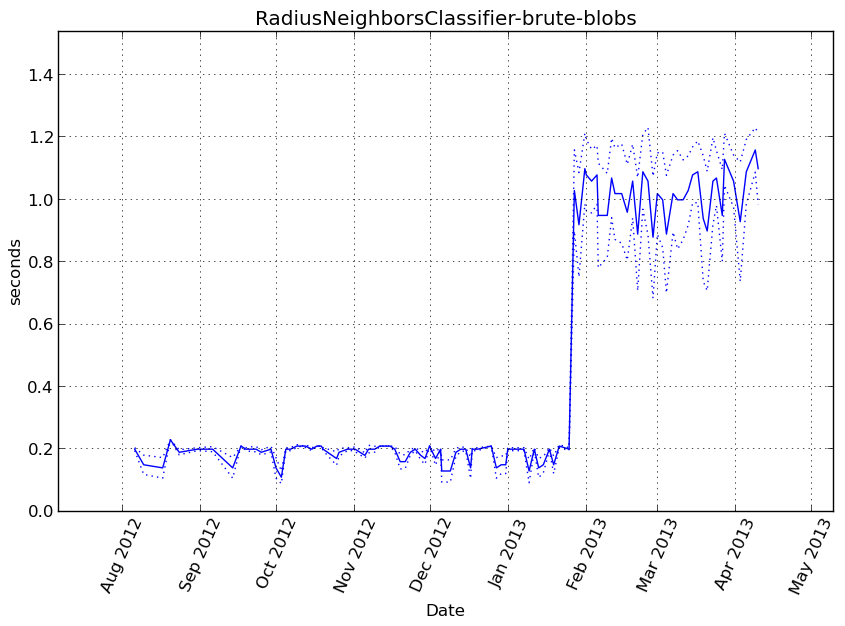 RadiusNeighborsClassifier-brute-blobs
1.4
1.2
1.0
0.8
0.6
0.4
0.2
0.0
seconds
Aug 2012
Sep 2012
Oct 2012
Nov 2012
Dec 2012
Jan 2013
Feb 2013
Mar 2013
Apr 2013
May 2013
Date